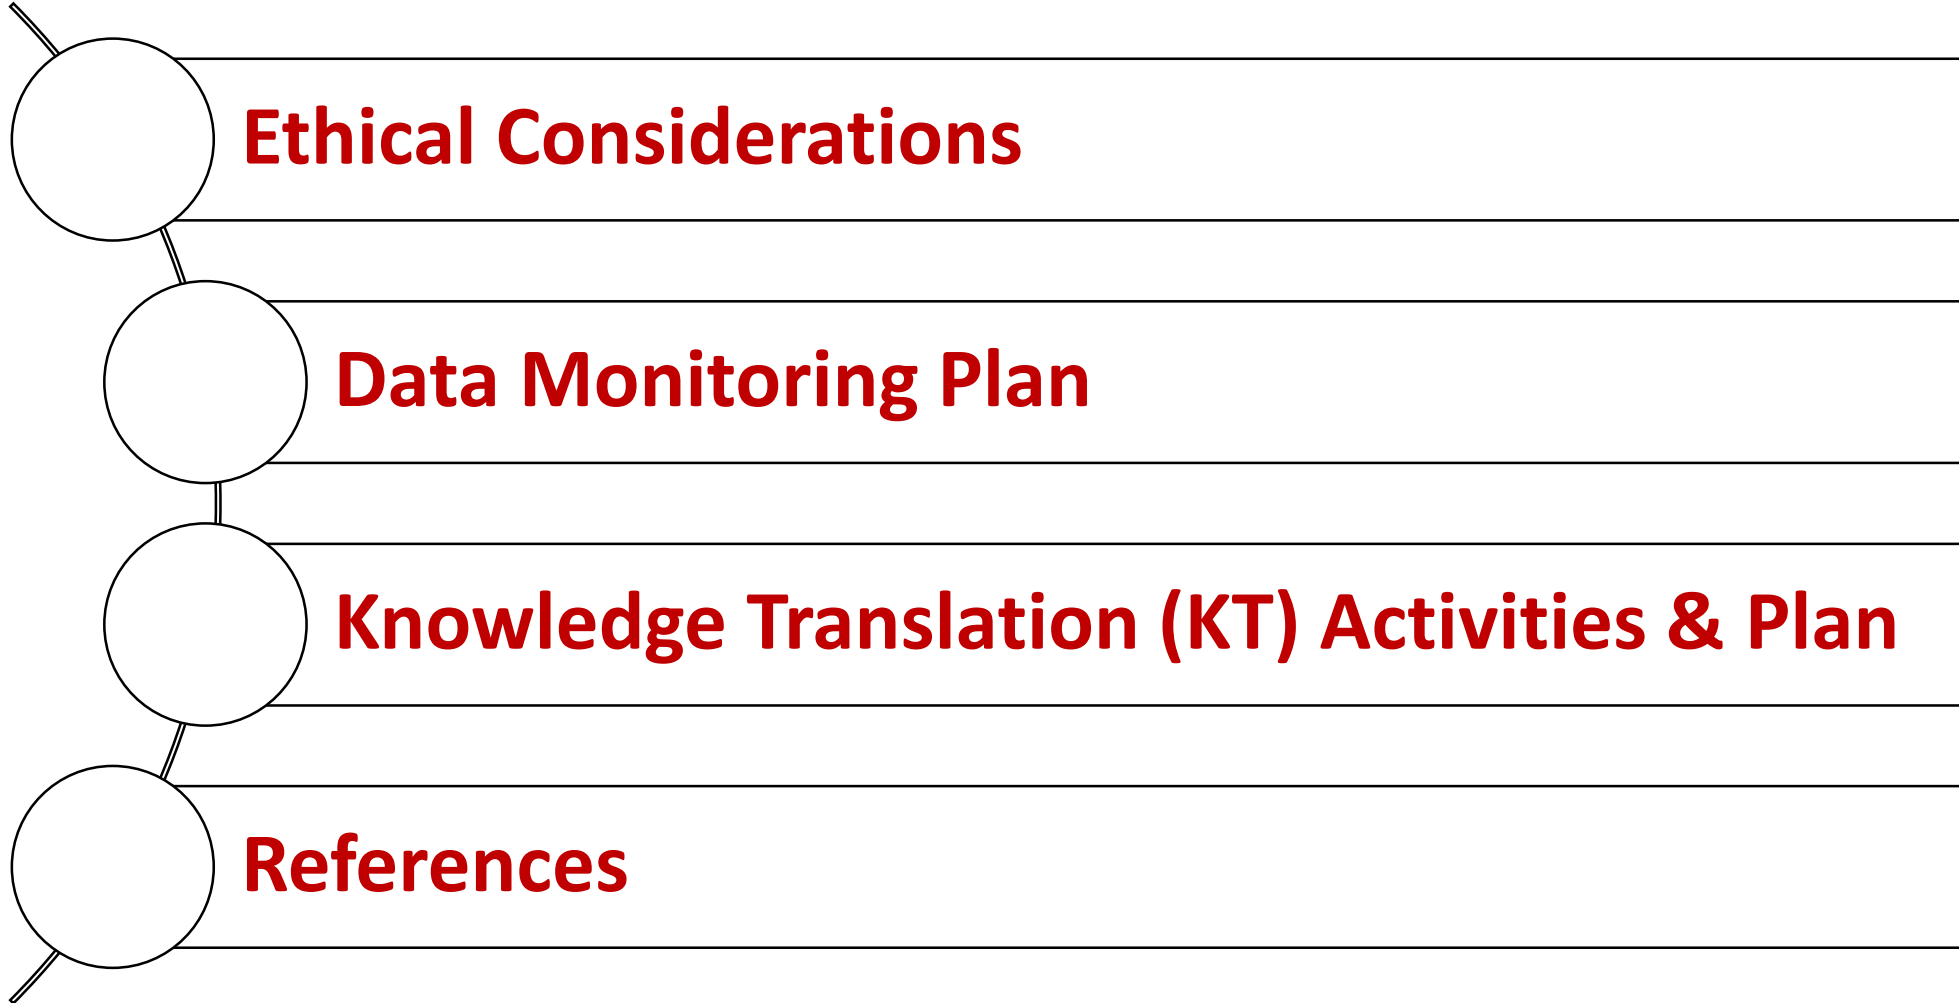 Ethical Considerations
Data Monitoring Plan
Knowledge Translation (KT) Activities & Plan
References